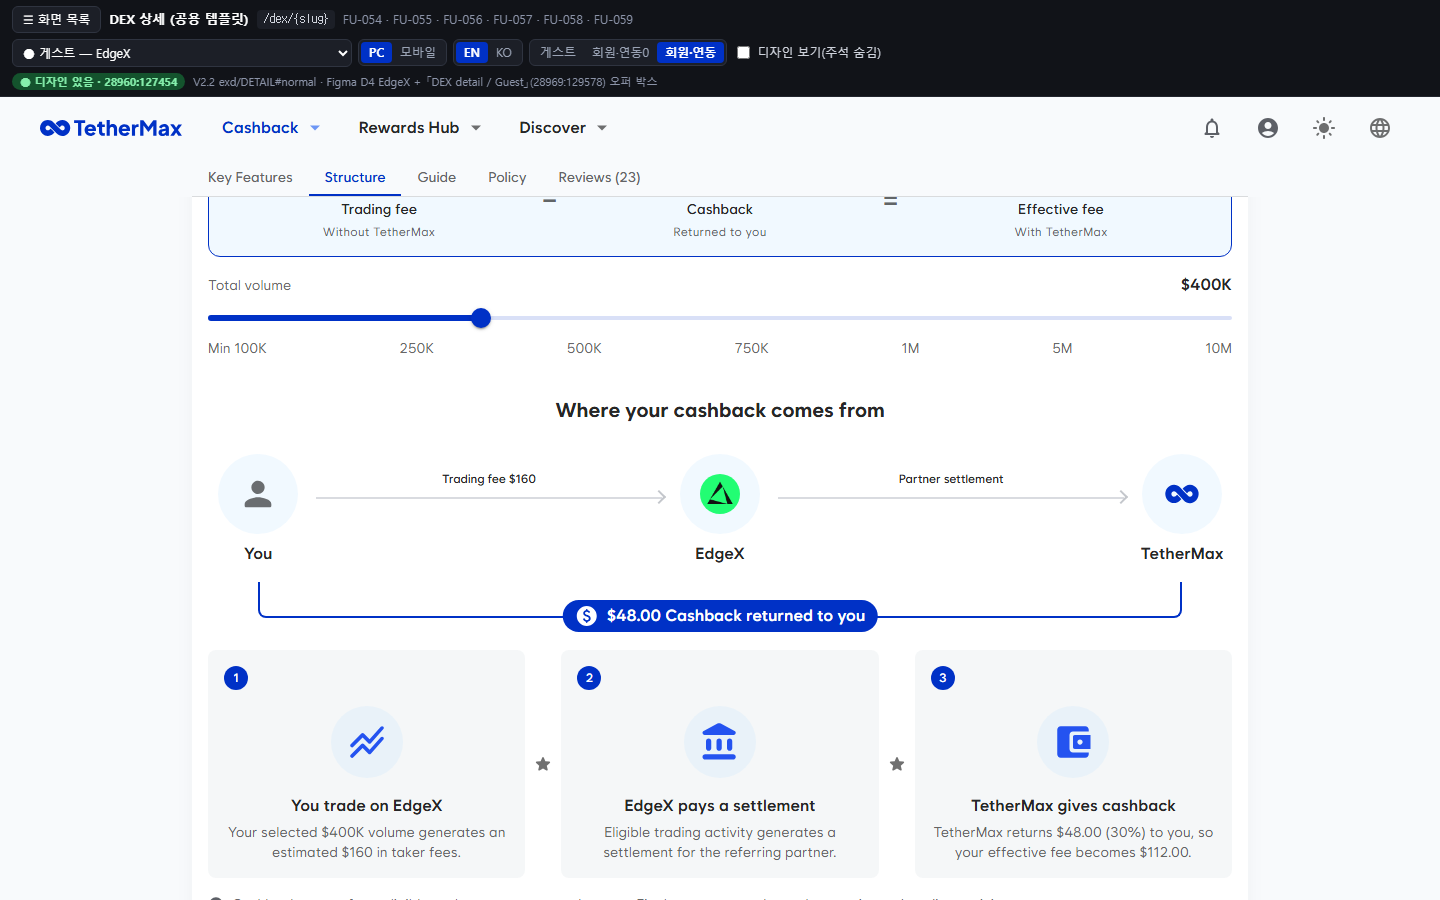 ☰ 화면 목록 DEX 상세 (공용 템플릿) /dex/{slug} FU-054 · FU-055 · FU-056 · FU-057 · FU-058 · FU-059
● 게스트 — EdgeX PC 모바일 EN KO 게스트 회원·연동0 회원·연동 디자인 보기(주석 숨김)
● 디자인 있음 · 28960:127454 V2.2 exd/DETAIL#normal · Figma D4 EdgeX + 「DEX detail / Guest」(28969:129578) 오퍼 박스
TetherMax Cashback Rewards Hub Discover
Key Features Structure Guide Policy Reviews (23)
Trading fee Cashback Effective fee
Without TetherMax Returned to you With TetherMax
Total volume $400K
Min 100K 250K 500K 750K 1M 5M 10M
Where your cashback comes from
Trading fee $160 Partner settlement
You EdgeX TetherMax
$48.00 Cashback returned to you
1 2 3
You trade on EdgeX EdgeX pays a settlement TetherMax gives cashback
Your selected $400K volume generates an Eligible trading activity generates a TetherMax returns $48.00 (30%) to you, so
estimated $160 in taker fees. settlement for the referring partner. your effective fee becomes $112.00.